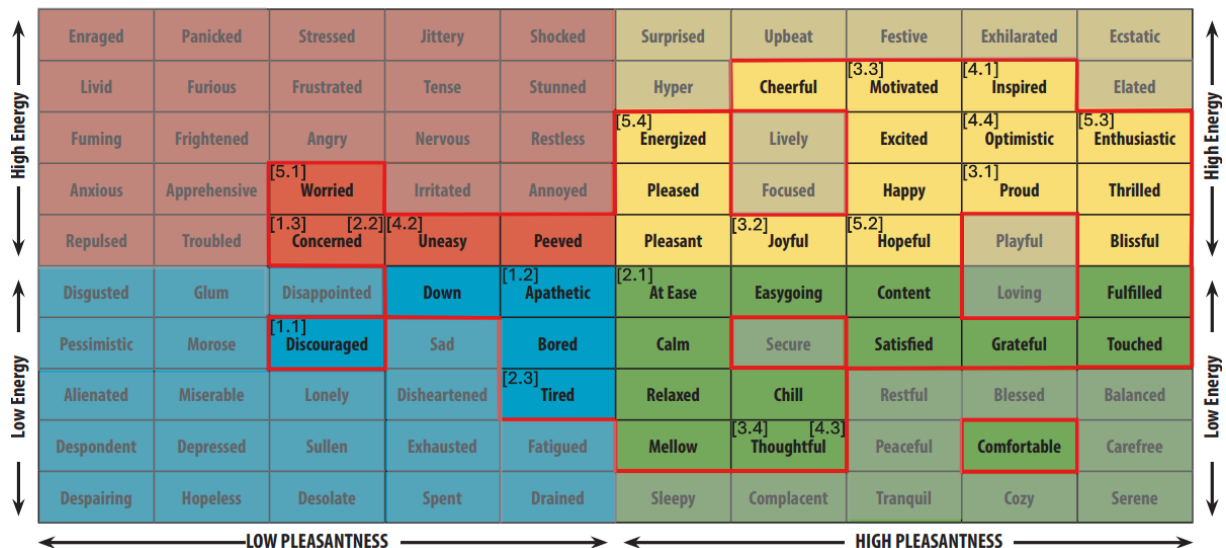 Enraged Panicked Stressed Jittery Shocked Surprised Upbeat Festive Exhilarated Ecstatic
Livid Furious Frustrated Tense Stunned Hyper Cheerful [3.3] Motivated [4.1] Inspired Elated
Fuming Frightened Angry Nervous Restless [5.4] Energized Lively Excited [4.4] Optimistic [5.3] Enthusiastic
Anxious Apprehensive [5.1] Worried Irritated Annoyed Pleased Focused Happy [3.1] Proud Thrilled
Repulsed Troubled [1.3] [2.2] Concerned [4.2] Uneasy Peeved Pleasant [3.2] Joyful [5.2] Hopeful Playful Blissful
Disgusted Glum Disappointed Down [1.2] Apathetic [2.1] At Ease Easygoing Content Loving Fulfilled
Pessimistic Morose [1.1] Discouraged Sad Bored Calm Secure Satisfied Grateful Touched
Alienated Miserable Lonely Disheartened [2.3] Tired Relaxed Chill Restful Blessed Balanced
Despondent Depressed Sullen Exhausted Fatigued Mellow [3.4] [4.3] Thoughtful Peaceful Comfortable Carefree
Despairing Hopeless Desolate Spent Drained Sleepy Complacent Tranquil Cozy Serene
High Energy
Low Energy
High Energy
Low Energy
LOW PLEASANTNESS
HIGH PLEASANTNESS